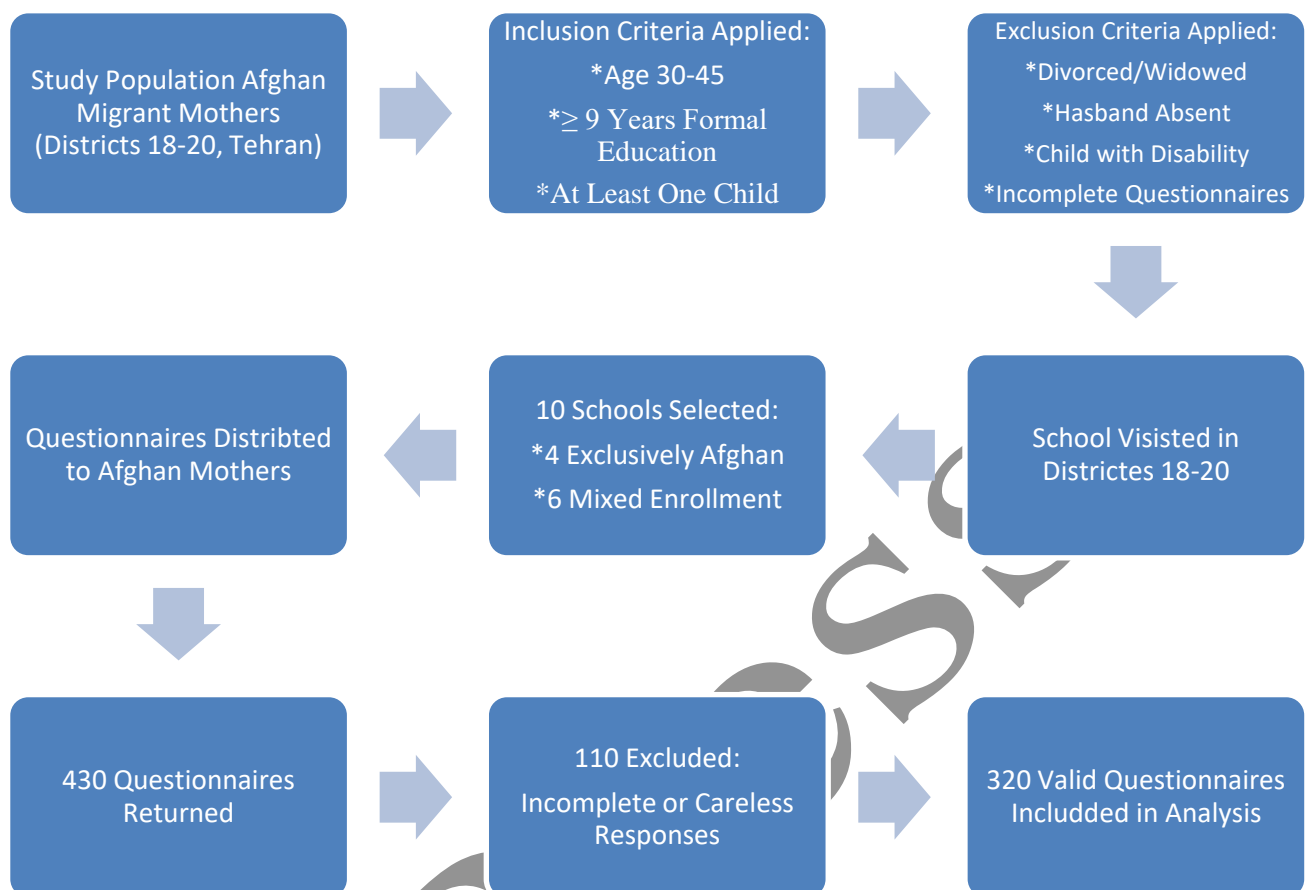 Study Population Afghan
Migrant Mothers
(Districts 18-20, Tehran)
Inclusion Criteria Applied:
*Age 30-45
*≥ 9 Years Formal
Education
*At Least One Child
Exclusion Criteria Applied:
*Divorced/Widowed
*Hasband Absent
*Child with Disability
*Incomplete Questionnaires
School Visisted in
Districtes 18-20
10 Schools Selected:
*4 Exclusively Afghan
*6 Mixed Enrollment
Questionnaires Distribted
to Afghan Mothers
430 Questionnaires
Returned
110 Excluded:
Incomplete or Careless
Responses
320 Valid Questionnaires
Includded in Analysis